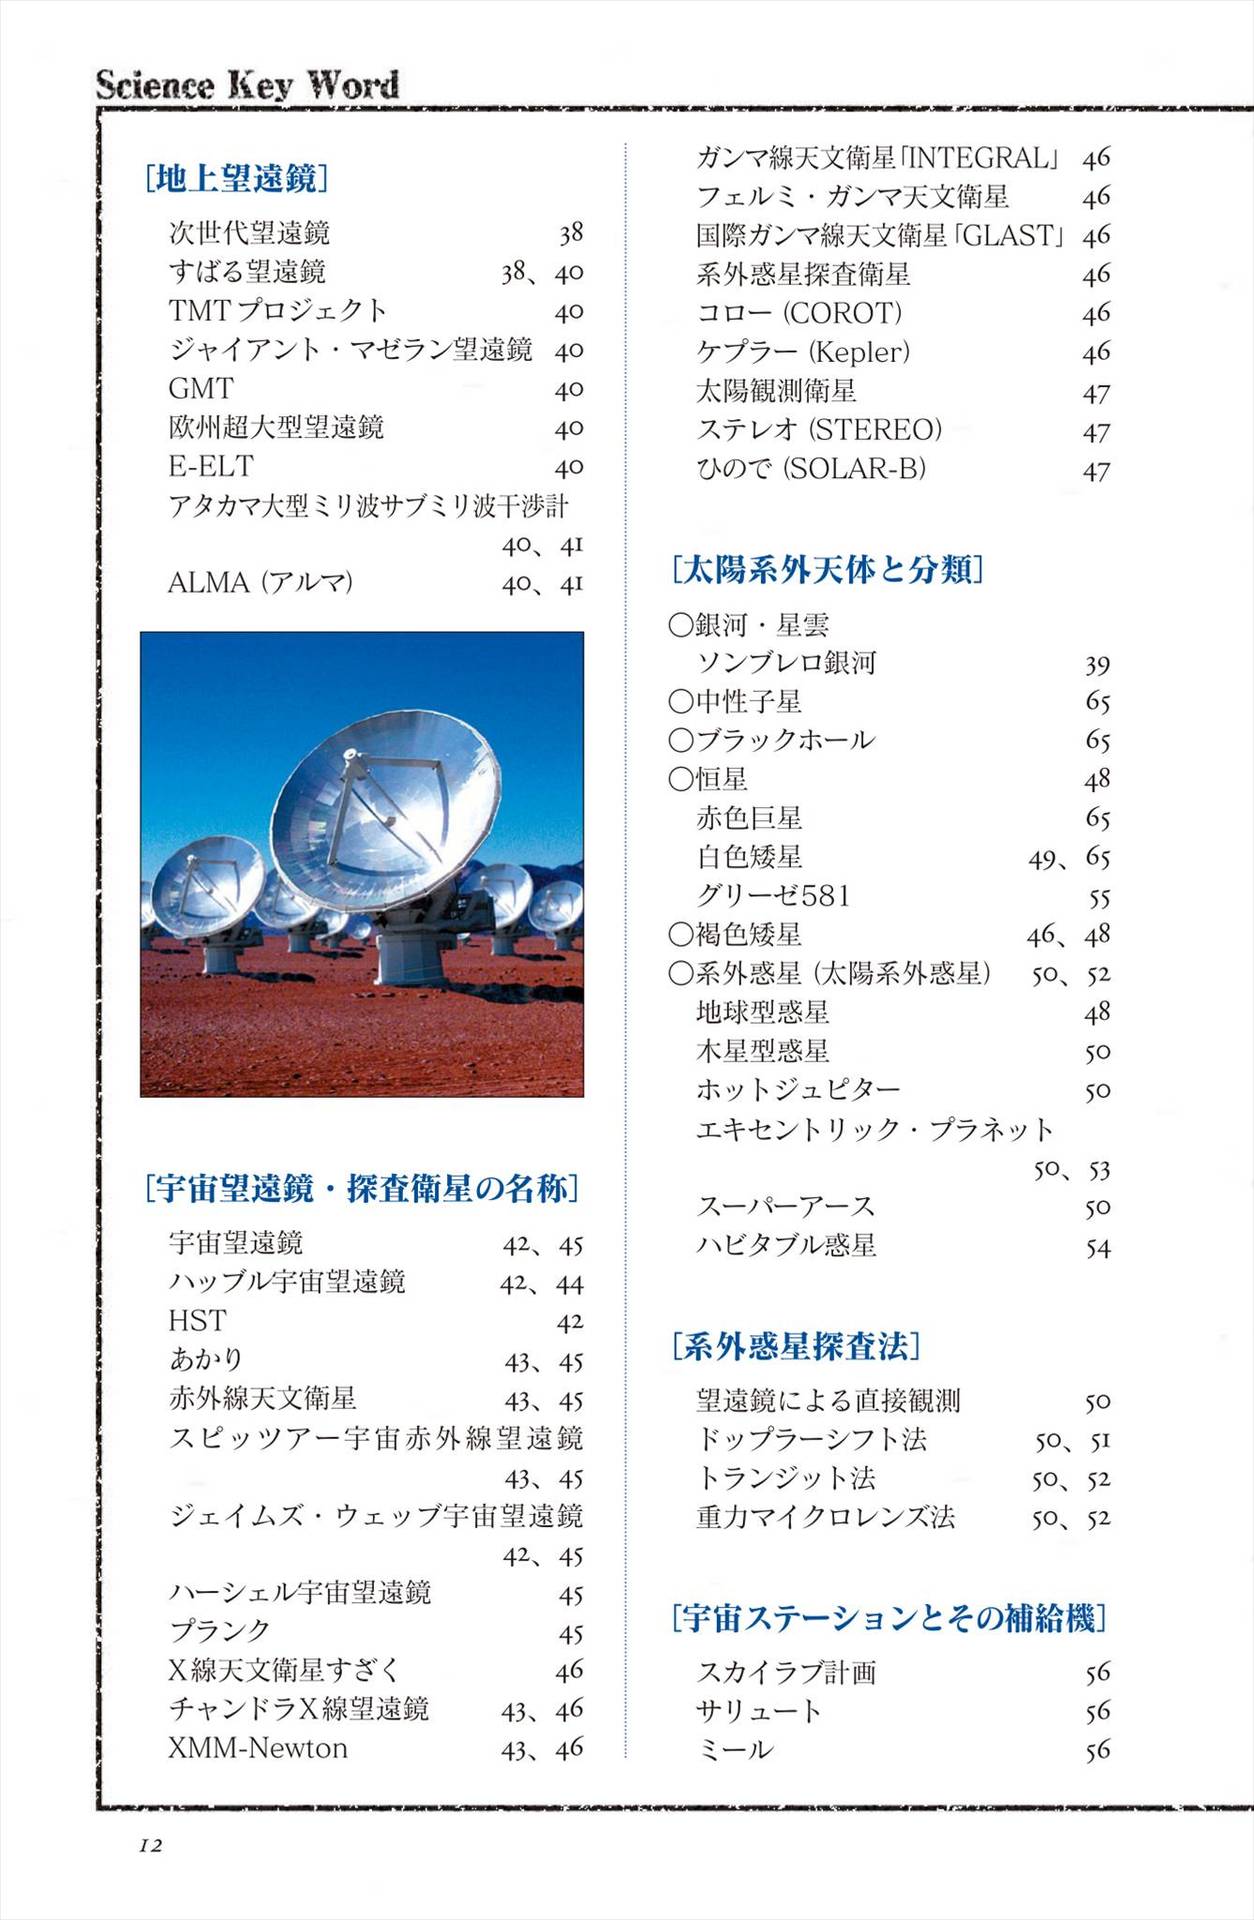 Science Key Word
[地上望遠鏡]
次世代望遠鏡 38
すばる望遠鏡 38、40
TMTプロジェクト 40
ジャイアント・マゼラン望遠鏡 40
GMT 40
欧州超大型望遠鏡 40
E-ELT 40
アタカマ大型ミリ波サブミリ波干渉計
40、41
ALMA (アルマ) 40、41
[宇宙望遠鏡・探査衛星の名称]
宇宙望遠鏡 42、45
ハッブル宇宙望遠鏡 42、44
HST 42
あかり 43、45
赤外線天文衛星 43、45
スピッツアー宇宙赤外線望遠鏡
43、45
ジェイムズ・ウェッブ宇宙望遠鏡
42、45
ハーシェル宇宙望遠鏡 45
プランク 45
X線天文衛星すざく 46
チャンドラX線望遠鏡 43、46
XMM-Newton 43、46
ガンマ線天文衛星「INTEGRAL」 46
フェルミ・ガンマ天文衛星 46
国際ガンマ線天文衛星「GLAST」 46
系外惑星探査衛星 46
コロー (COROT) 46
ケプラー (Kepler) 46
太陽観測衛星 47
ステレオ (STEREO) 47
ひので (SOLAR-B) 47
[太陽系外天体と分類]
○銀河・星雲
ソンブレロ銀河 39
○中性子星 65
○ブラックホール 65
○恒星 48
赤色巨星 65
白色矮星 49、65
グリーゼ581 55
○褐色矮星 46、48
○系外惑星 (太陽系外惑星) 50、52
地球型惑星 48
木星型惑星 50
ホットジュピター 50
エキセントリック・プラネット
50、53
スーパーアース 50
ハビタブル惑星 54
[系外惑星探査法]
望遠鏡による直接観測 50
ドップラーシフト法 50、51
トランジット法 50、52
重力マイクロレンズ法 50、52
[宇宙ステーションとその補給機]
スカイラブ計画 56
サリュート 56
ミール 56
12